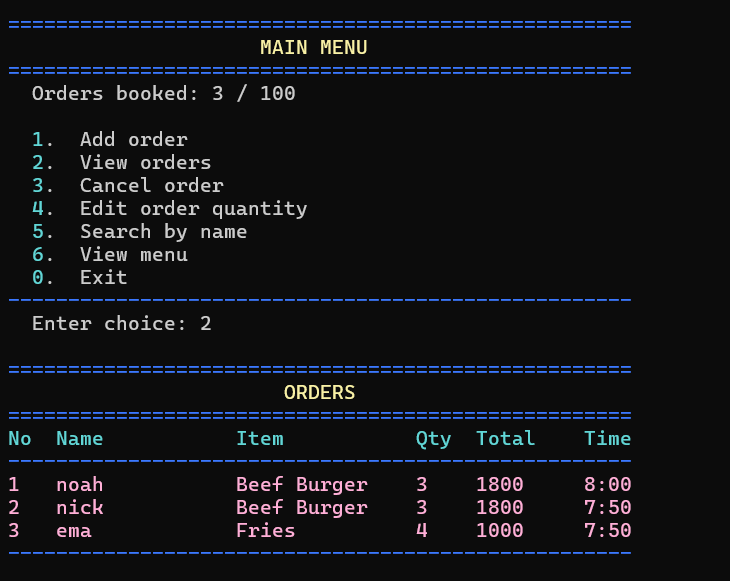 MAIN MENU
Orders booked: 3 / 100
1.  Add order
2.  View orders
3.  Cancel order
4.  Edit order quantity
5.  Search by name
6.  View menu
0.  Exit
Enter choice: 2
ORDERS
No  Name           Item           Qty  Total    Time
1   noah           Beef Burger    3    1800     8:00
2   nick           Beef Burger    3    1800     7:50
3   ema            Fries          4    1000     7:50